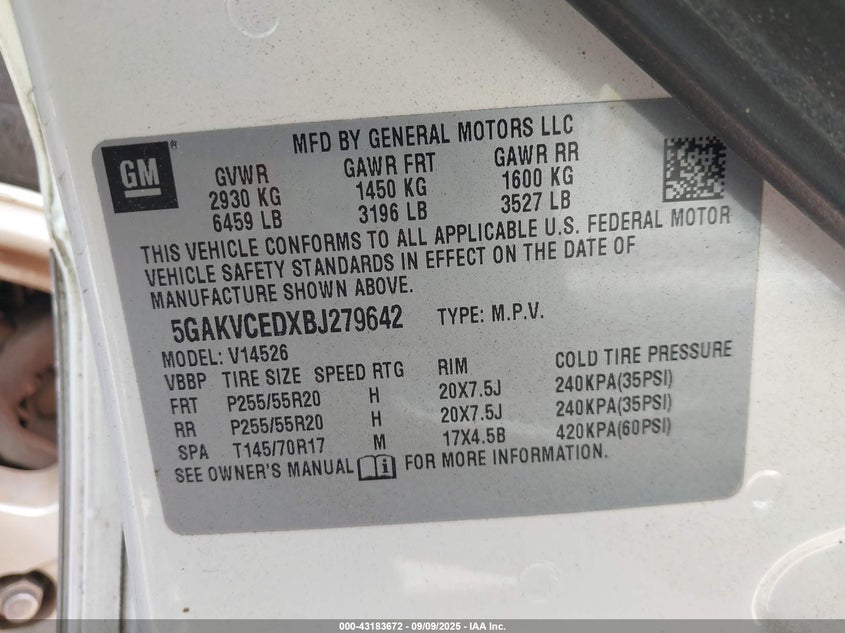 MFD BY GENERAL MOTORS LLC
GM®
GVWR GAWR FRT GAWR RR
2930 KG 1450 KG 1600 KG
6459 LB 3196 LB 3527 LB
THIS VEHICLE CONFORMS TO ALL APPLICABLE U.S. FEDERAL MOTOR
VEHICLE SAFETY STANDARDS IN EFFECT ON THE DATE OF
MANUFACTURE SHOWN ABOVE.
5GAKVCEDXBJ279642 TYPE: M.P.V.
MODEL: V14526
VBBP TIRE SIZE SPEED RTG RIM COLD TIRE PRESSURE
FRT P255/55R20 H 20X7.5J 240KPA(35PSI)
RR P255/55R20 H 20X7.5J 240KPA(35PSI)
SPA T145/70R17 M 17X4.5B 420KPA(60PSI)
SEE OWNER'S MANUAL i FOR MORE INFORMATION.
000-43183672 - 09/09/2025 - IAA Inc.